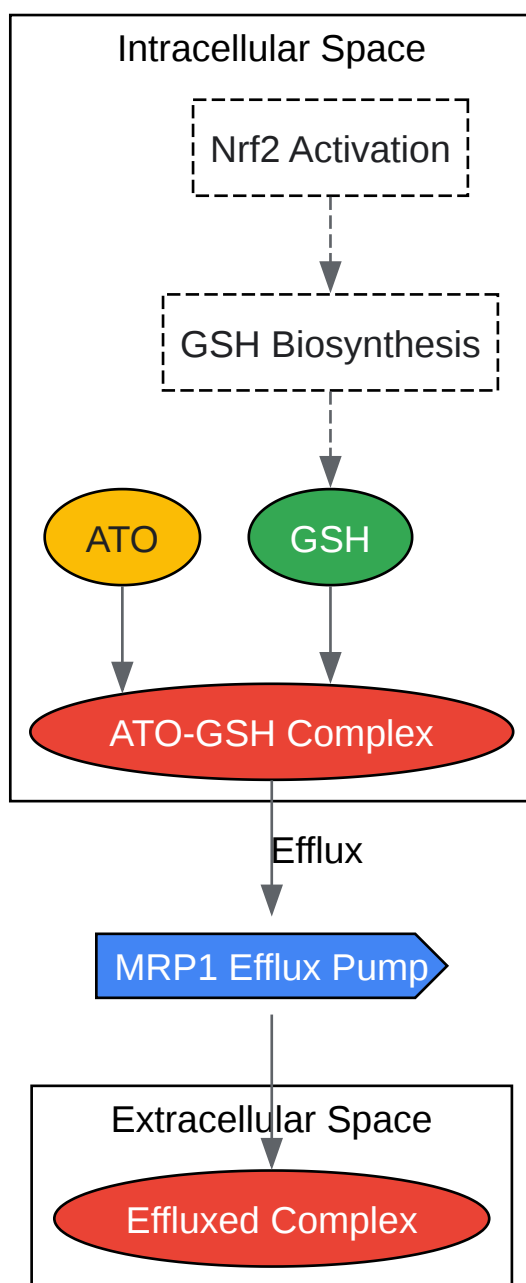 Intracellular Space
Nrf2 Activation
GSH Biosynthesis
ATO
GSH
ATO-GSH Complex
Efflux
MRP1 Efflux Pump
Extracellular Space
Effluxed Complex